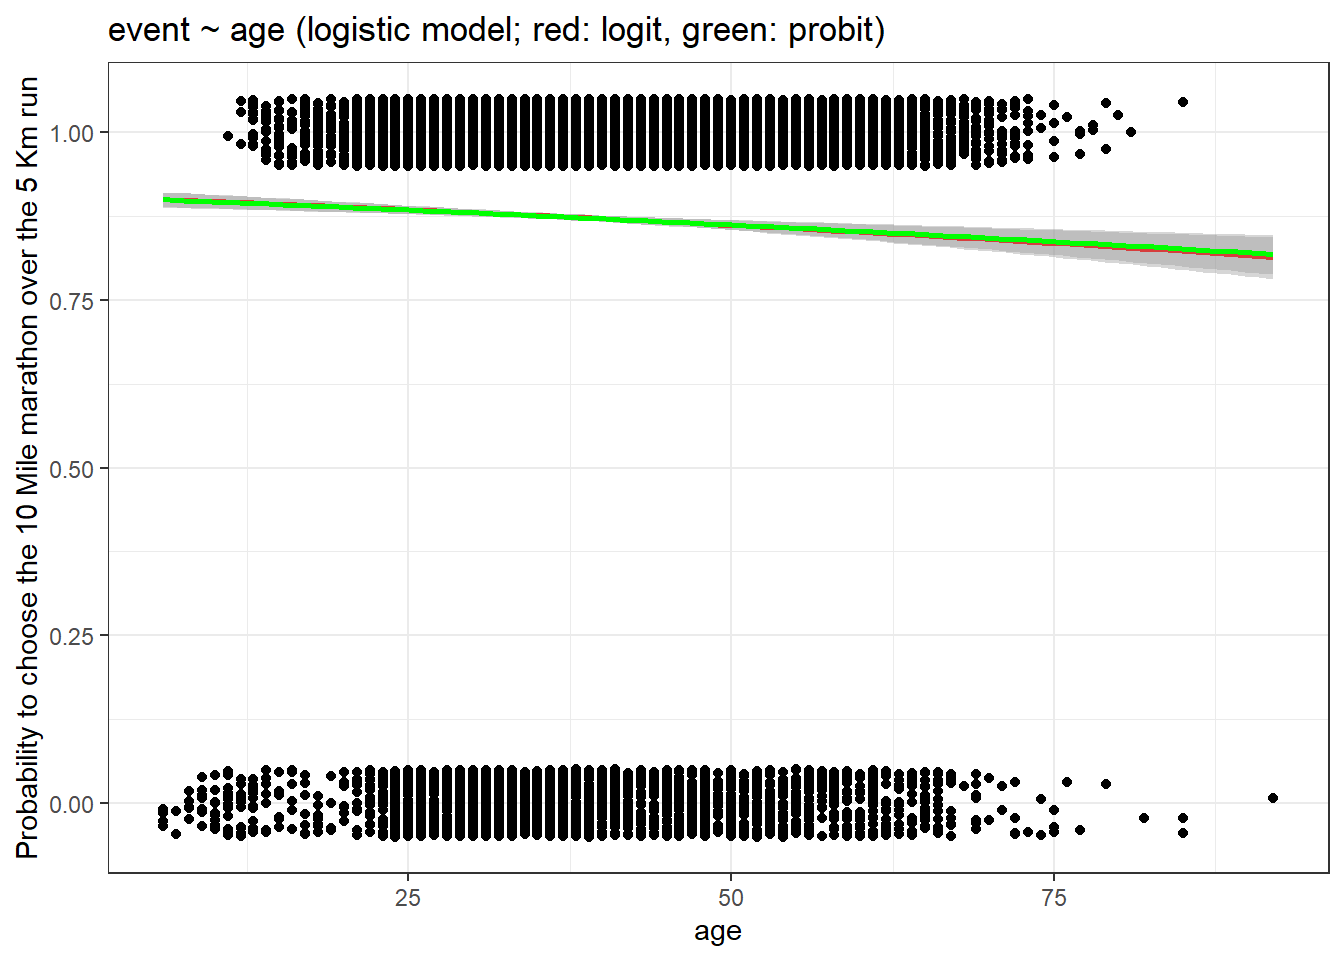 event ~ age (logistic model; red: logit, green: probit)
Probability to choose the 10 Mile marathon over the 5 Km run
1.00
0.75
0.50
0.25
0.00
25 50 75
age